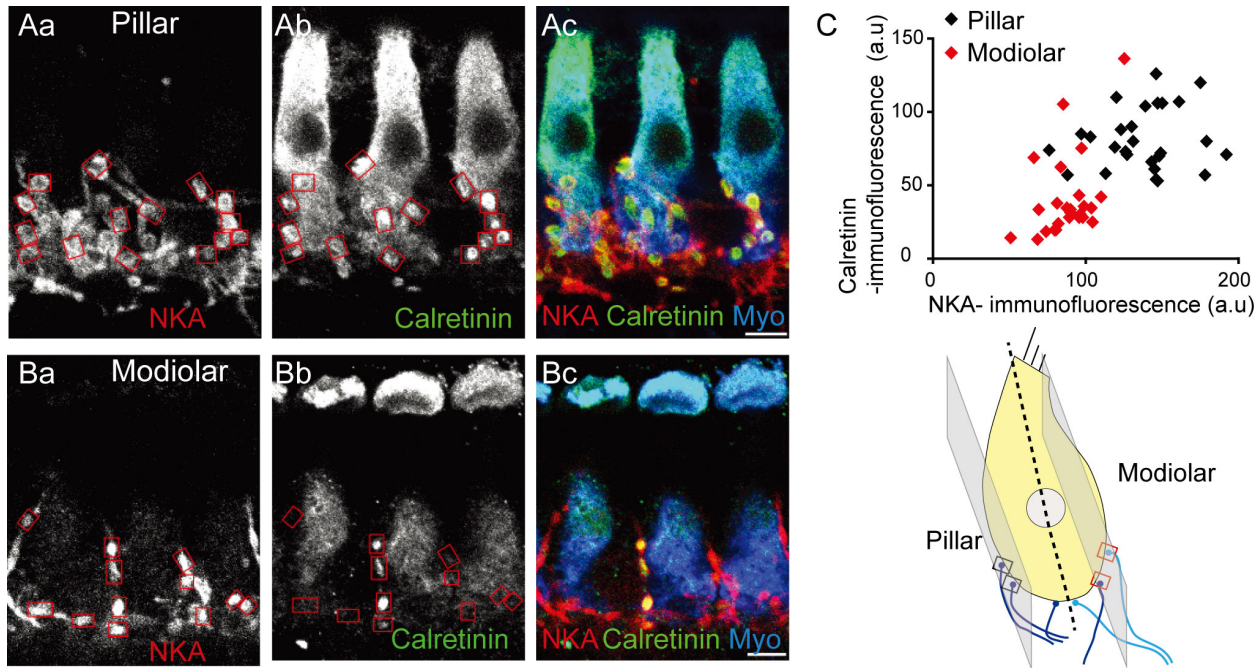 Aa
Pillar
NKA
Ab
Calretinin
Ac
NKA Calretinin Myo
Ba
Modiolar
NKA
Bb
Calretinin
Bc
NKA Calretinin Myo
C
Pillar
Modiolar
Calretinin
-immunofluorescence (a.u)
150
100
50
0
0
100
200
NKA- immunofluorescence (a.u)
Modiolar
Pillar